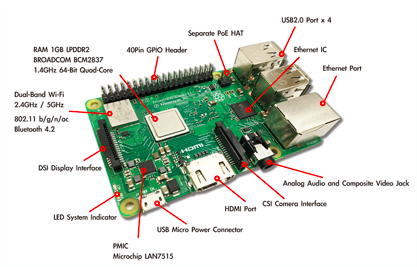 USB2.0 Port x 4
Separate PoE HAT
RAM 1GB LPDDR2
BROADCOM BCM2837
1.4GHz 64-Bit Quad-Core
40Pin GPIO Header
Ethernet IC
Ethernet Port
Dual-Band Wi-Fi
2.4GHz / 5GHz
802.11 b/g/n/ac
Bluetooth 4.2
HDMI
DSI Display Interface
Analog Audio and Composite Video Jack
CSI Camera Interface
HDMI Port
LED System Indicator
USB Micro Power Connector
PMIC
Microchip LAN7515